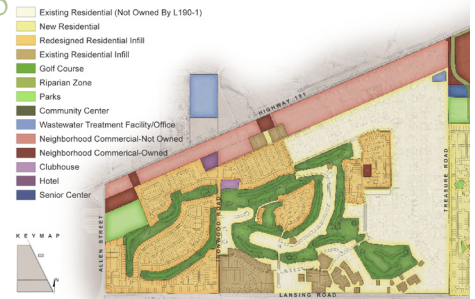 Existing Residential (Not Owned By L190-1)
New Residential
Redesigned Residential Infill
Existing Residential Infill
Golf Course
Riparian Zone
Parks
Community Center
Wastewater Treatment Facility/Office
Neighborhood Commercial-Not Owned
Neighborhood Commerical-Owned
Clubhouse
Hotel
Senior Center
HIGHWAY 191
TREASURE ROAD
ALLEN STREET
LANSING ROAD
KEYMAP
N